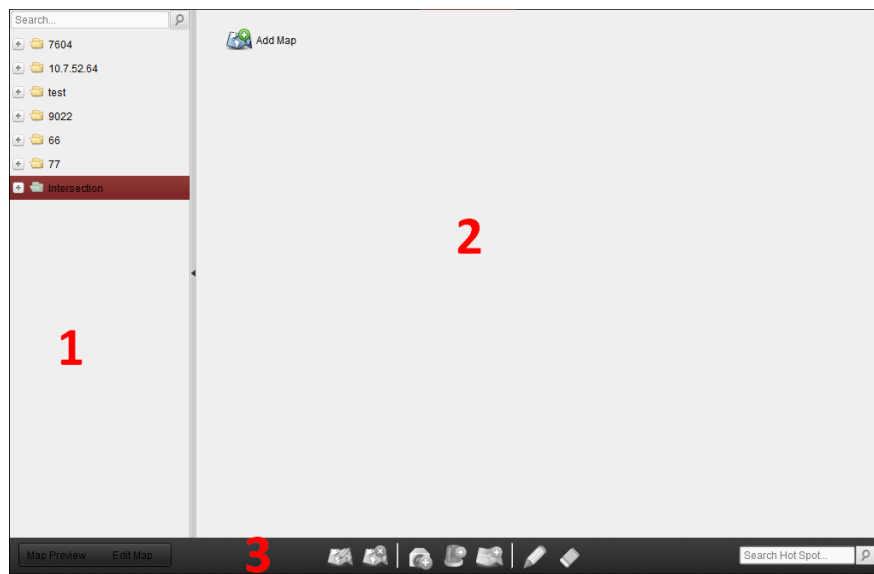 Search...
7604
Add Map
10.7.52.64
test
9022
66
77
Intersection
2
1
Map Preview Edit Map 3 Search Hot Spot...